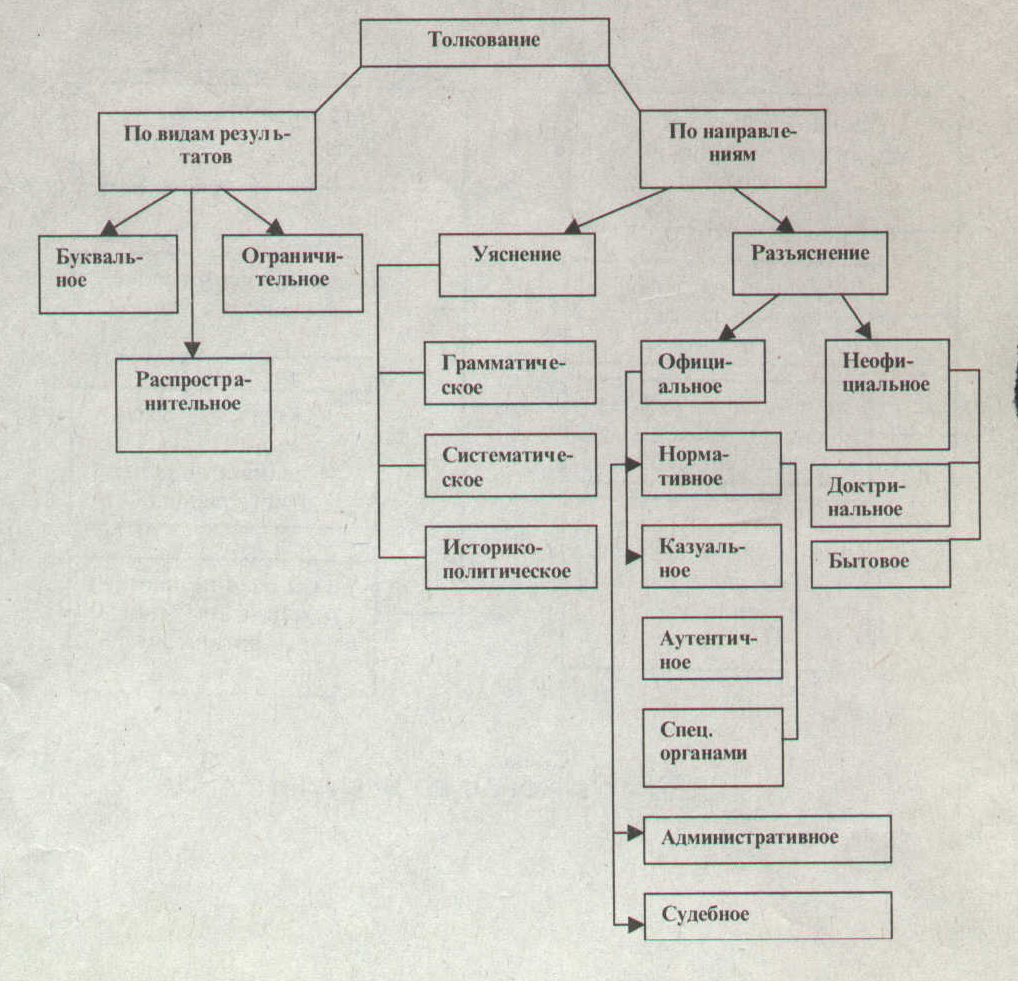 Толкование
По видам резуль-
татов
По направле-
ниям
Букваль-
ное
Ограничи-
тельное
Распростра-
нительное
Уяснение
Разъяснение
Грамматиче-
ское
Систематиче-
ское
Историко-
политическое
Офици-
альное
Неофи-
циальное
Норма-
тивное
Доктри-
нальное
Казуаль-
ное
Бытовое
Аутентич-
ное
Спец.
органами
Административное
Судебное